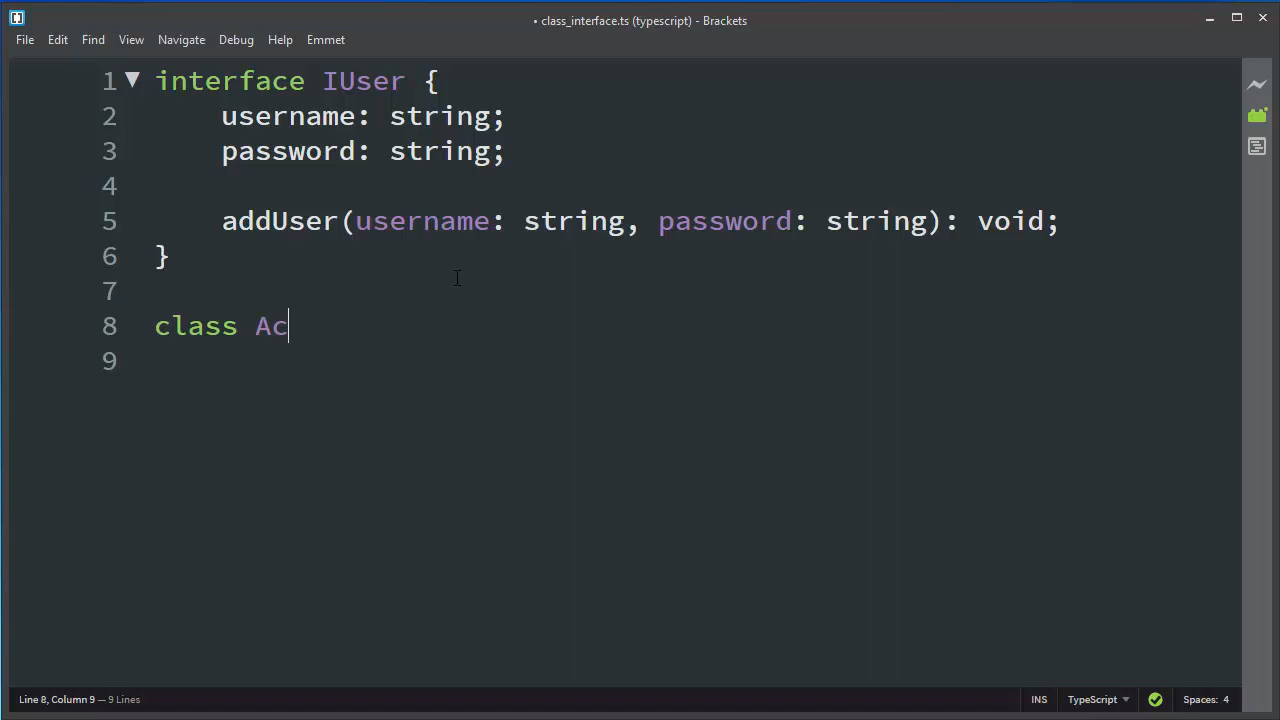 • class_interface.ts (typescript) - Brackets
File Edit Find View Navigate Debug Help Emmet
1 interface IUser {
2 username: string;
3 password: string;
4
5 addUser(username: string, password: string): void;
6 }
7
8 class Ac
9
Line 8, Column 9 — 9 Lines INS TypeScript Spaces: 4